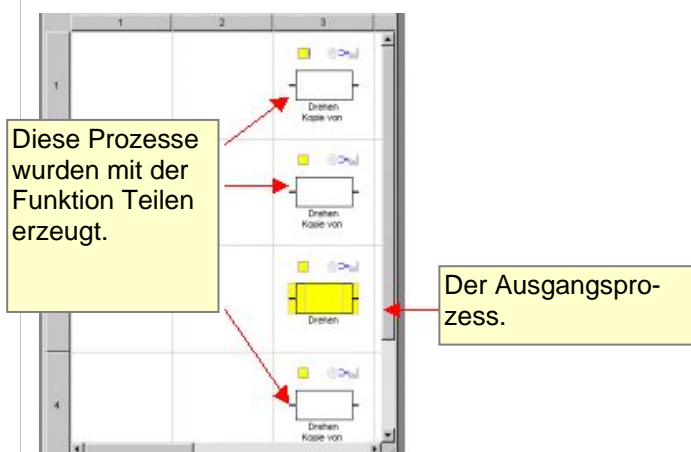 1 2 3
1
Drehen
Kopie von
Diese Prozesse
wurden mit der
Funktion Teilen
erzeugt.
Drehen
Kopie von
Der Ausgangspro-
zess.
Drehen
4
Drehen
Kopie von